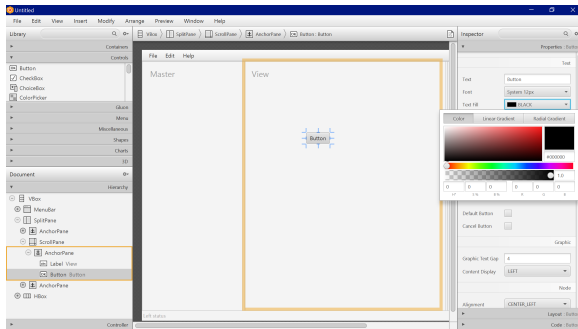 Untitled
File Edit View Insert Modify Arrange Preview Window Help
Library
VBox SplitPane ScrollPane AnchorPane Button : Button
Inspector
Containers
Controls
Button
CheckBox
ChoiceBox
ColorPicker
Gluon
Menu
Miscellaneous
Shapes
Charts
3D
Document
Hierarchy
VBox
MenuBar
SplitPane
AnchorPane
ScrollPane
AnchorPane
Label View
Button Button
AnchorPane
HBox
Controller
File Edit Help
Master
View
Button
Left status
Properties
Text
Text Button
Font System 12px
Text Fill BLACK
Color Linear Gradient Radial Gradient
#000000
1.0
0 0 0 0 0 0
Default Button
Cancel Button
Graphic
Graphic Text Gap 4
Content Display LEFT
Node
Alignment CENTER_LEFT
Layout
Code